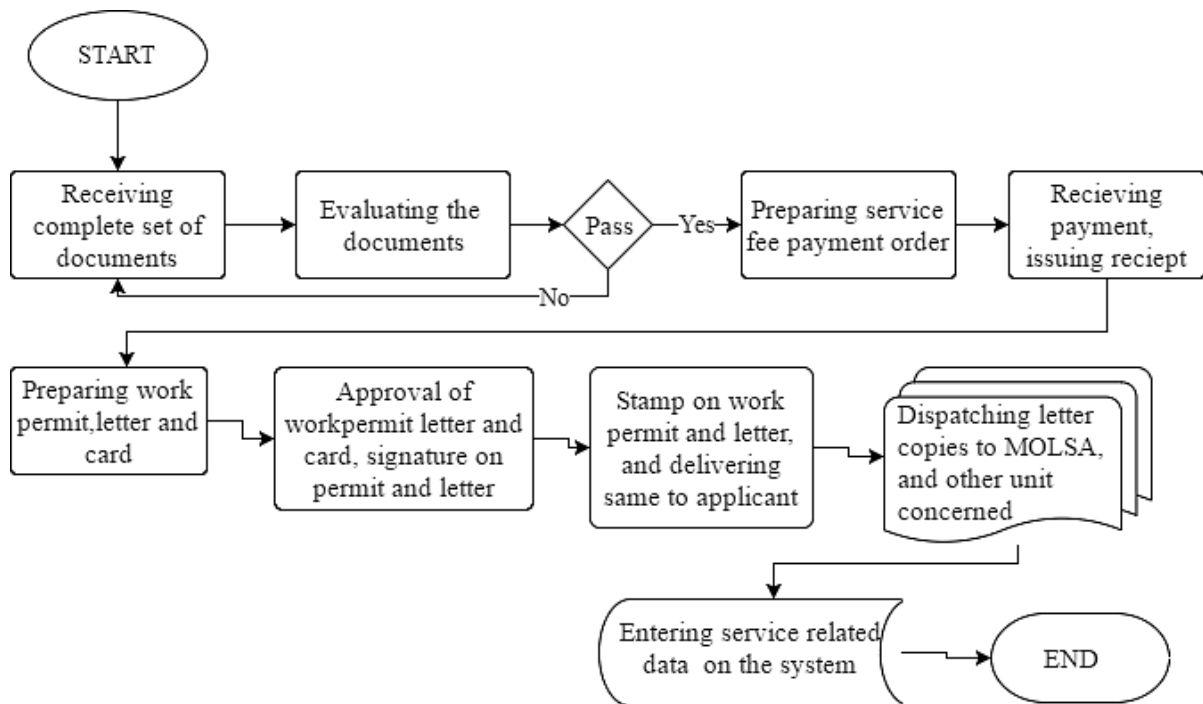 START
Receiving
complete set of
documents
Evaluating the
documents
Pass
Yes
Preparing service
fee payment order
Recieving
payment,
issuing reciept
No
Preparing work
permit,letter and
card
Approval of
workpermit letter and
card, signature on
permit and letter
Stamp on work
permit and letter,
and delivering
same to applicant
Dispatching letter
copies to MOLSA,
and other unit
concerned
Entering service related
data on the system
END